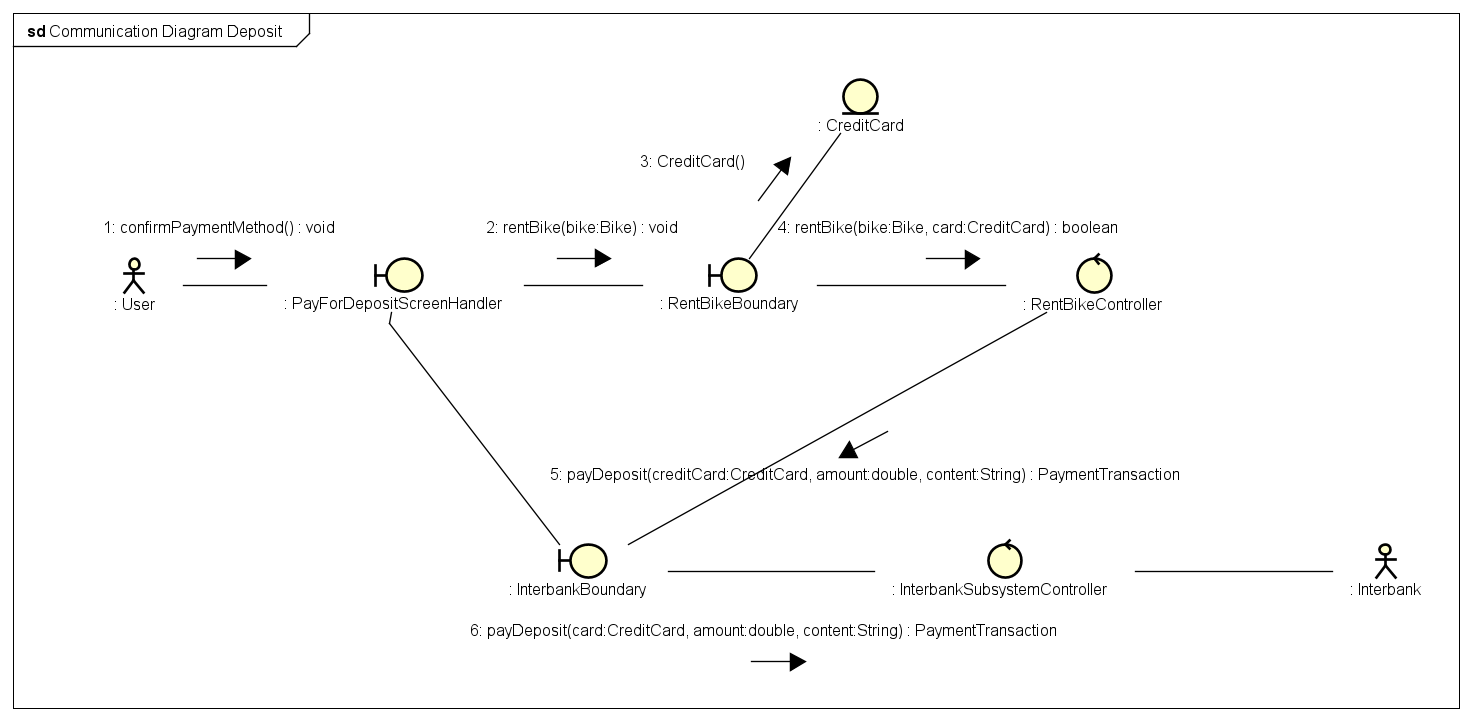 sd Communication Diagram Deposit
: CreditCard
3: CreditCard()
1: confirmPaymentMethod() : void
2: rentBike(bike:Bike) : void
4: rentBike(bike:Bike, card:CreditCard) : boolean
: User
: PayForDepositScreenHandler
: RentBikeBoundary
: RentBikeController
5: payDeposit(creditCard:CreditCard, amount:double, content:String) : PaymentTransaction
: InterbankBoundary
: InterbankSubsystemController
: Interbank
6: payDeposit(card:CreditCard, amount:double, content:String) : PaymentTransaction